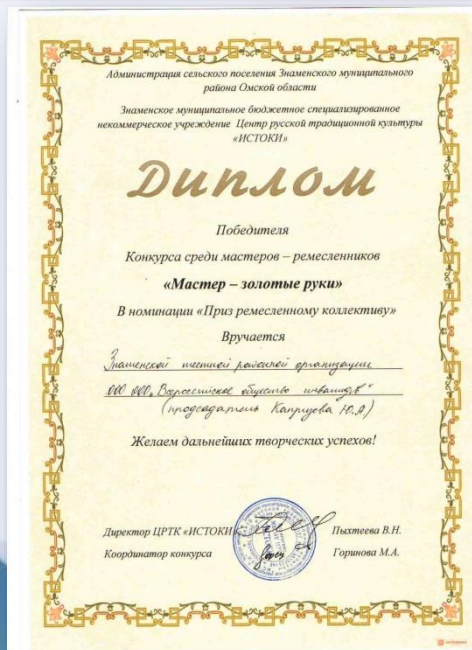 Администрация сельского поселения Знаменского муниципального
района Омской области
Знаменское муниципальное бюджетное специализированное
некоммерческое учреждение Центр русской традиционной культуры
«ИСТОКИ»
Диплом
Победителя
Конкурса среди мастеров – ремесленников
«Мастер – золотые руки»
В номинации «Приз ремесленному коллективу»
Вручается
Знаменской местной районной организации
ООО ООО „Всероссийское общество инвалидов"
(председатель Капризова Ю.А)
Желаем дальнейших творческих успехов!
Директор ЦРТК «ИСТОКИ Пыхтеева В.Н.
Координатор конкурса Горинова М.А.